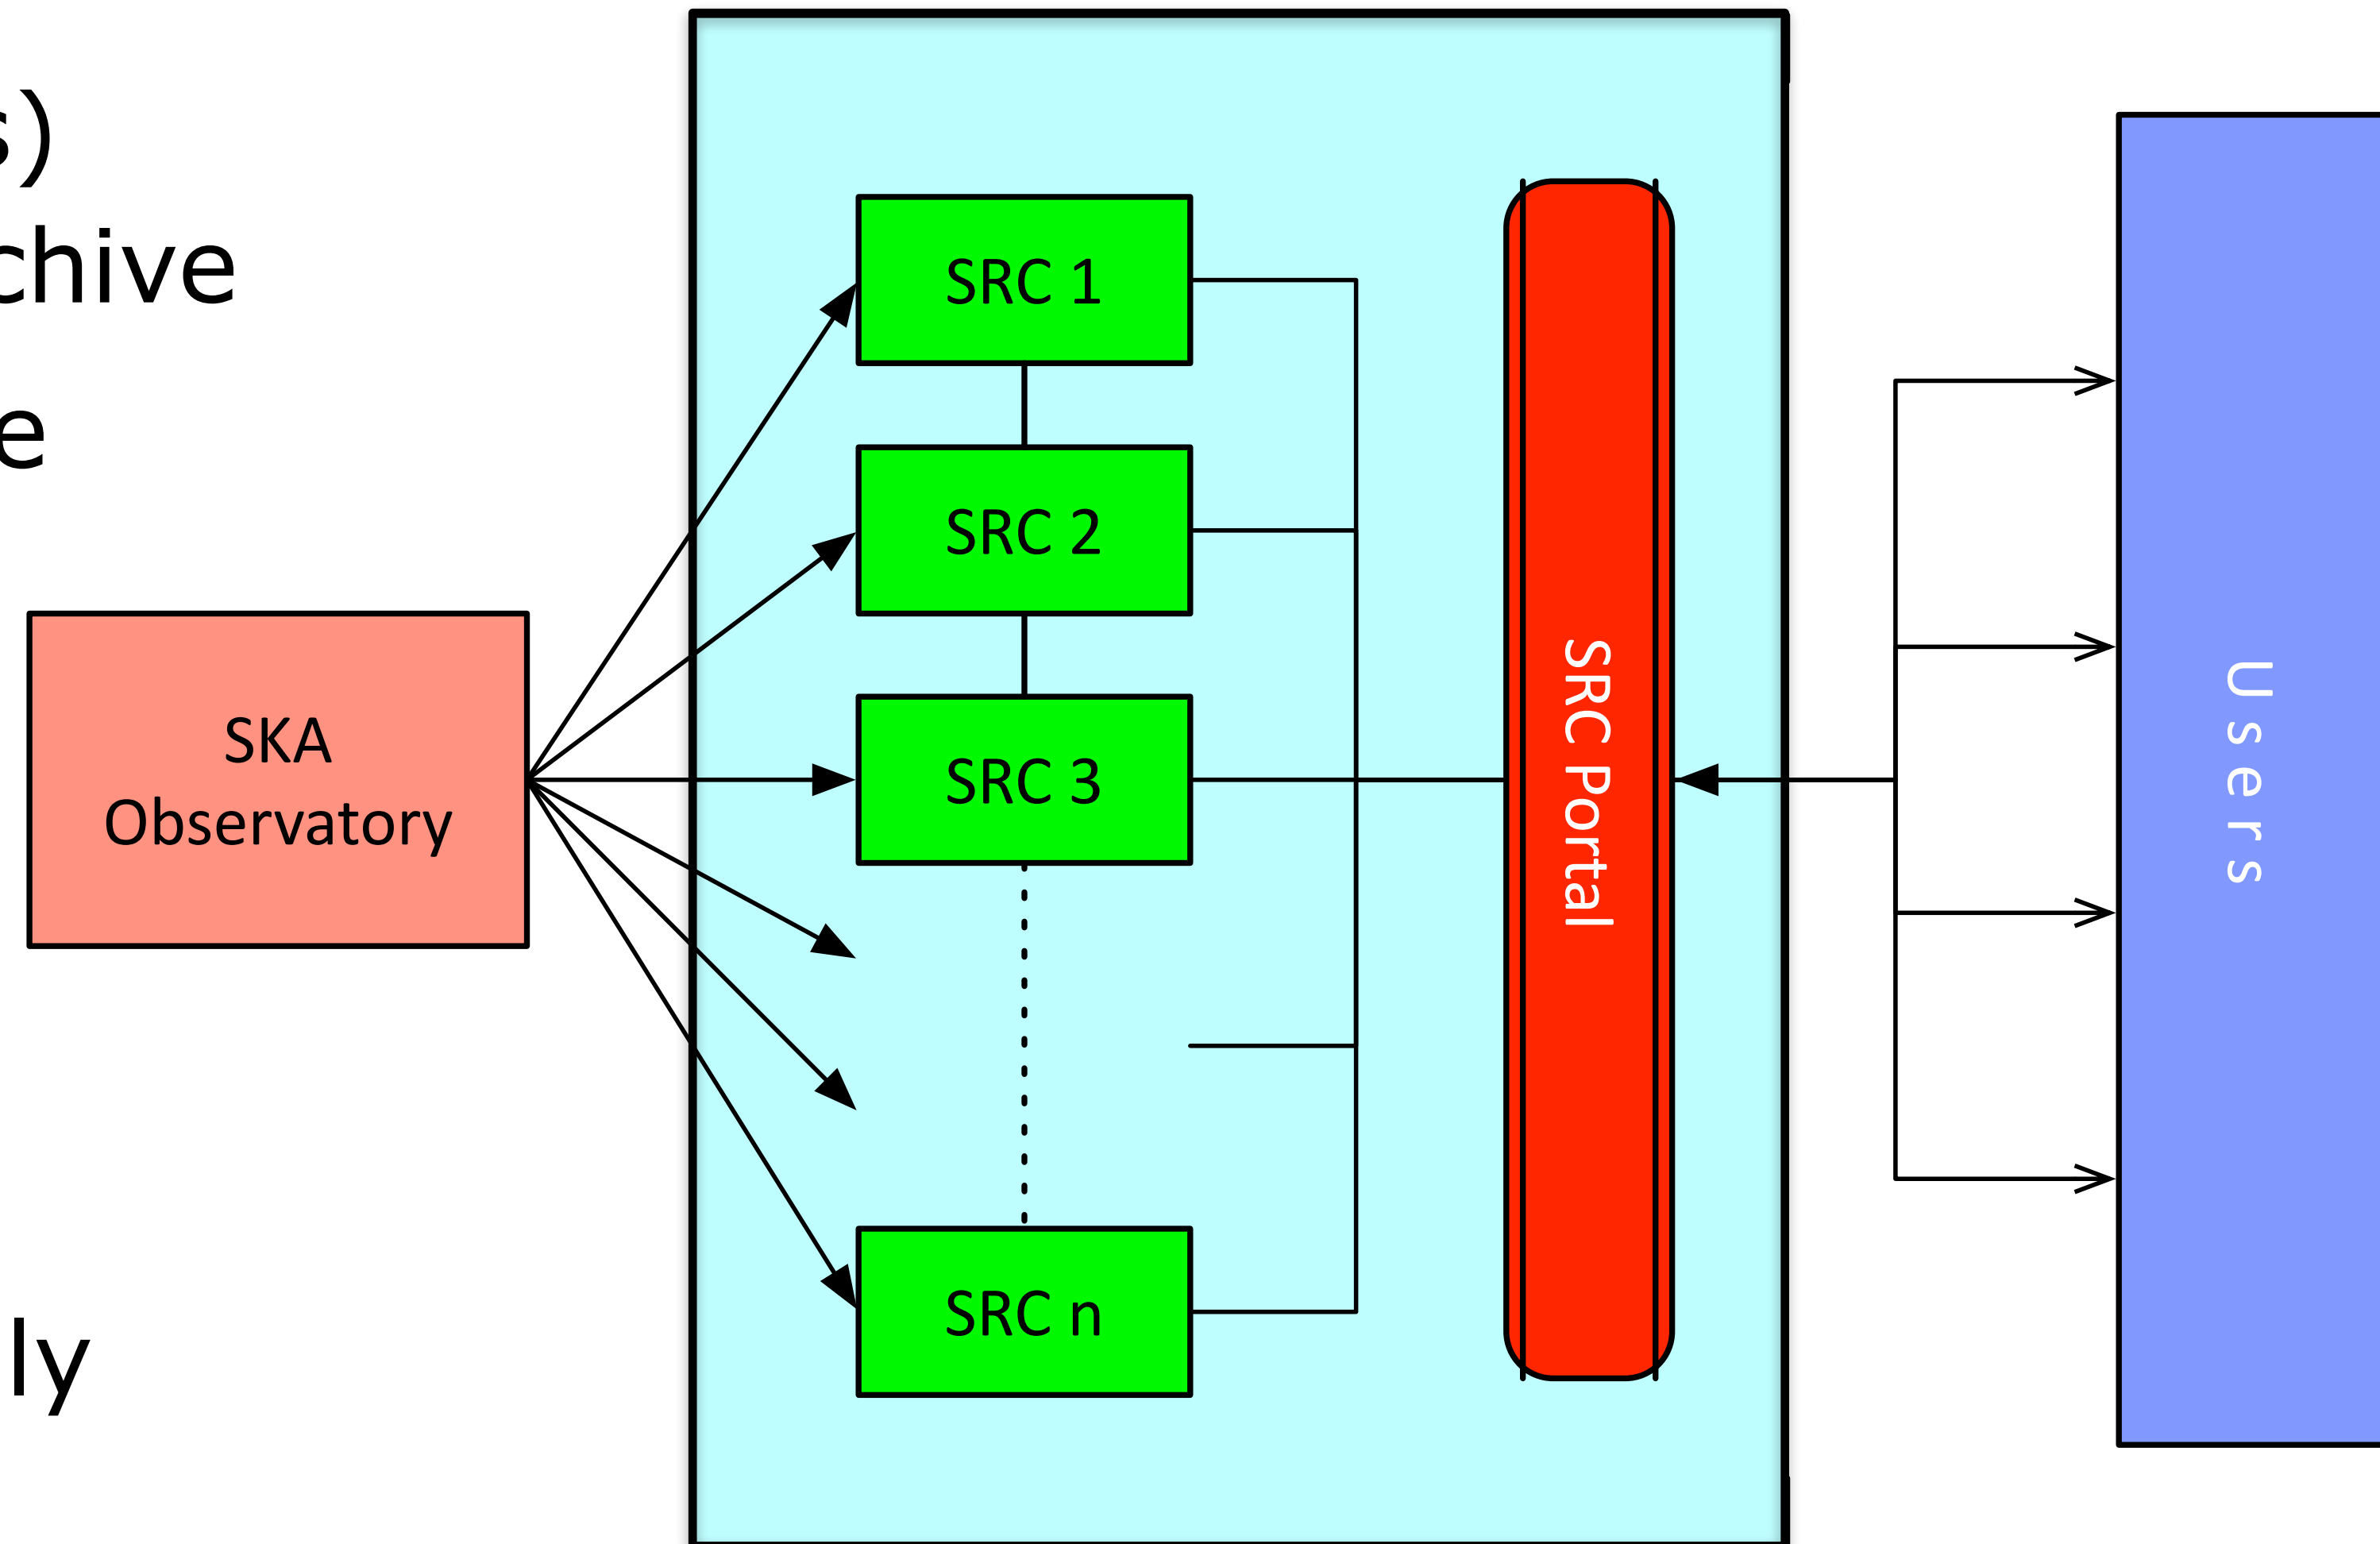 s)
chive
e
SKA
Observatory
ly
SRC 1
SRC 2
SRC 3
SRC n
SRC Portal
Users